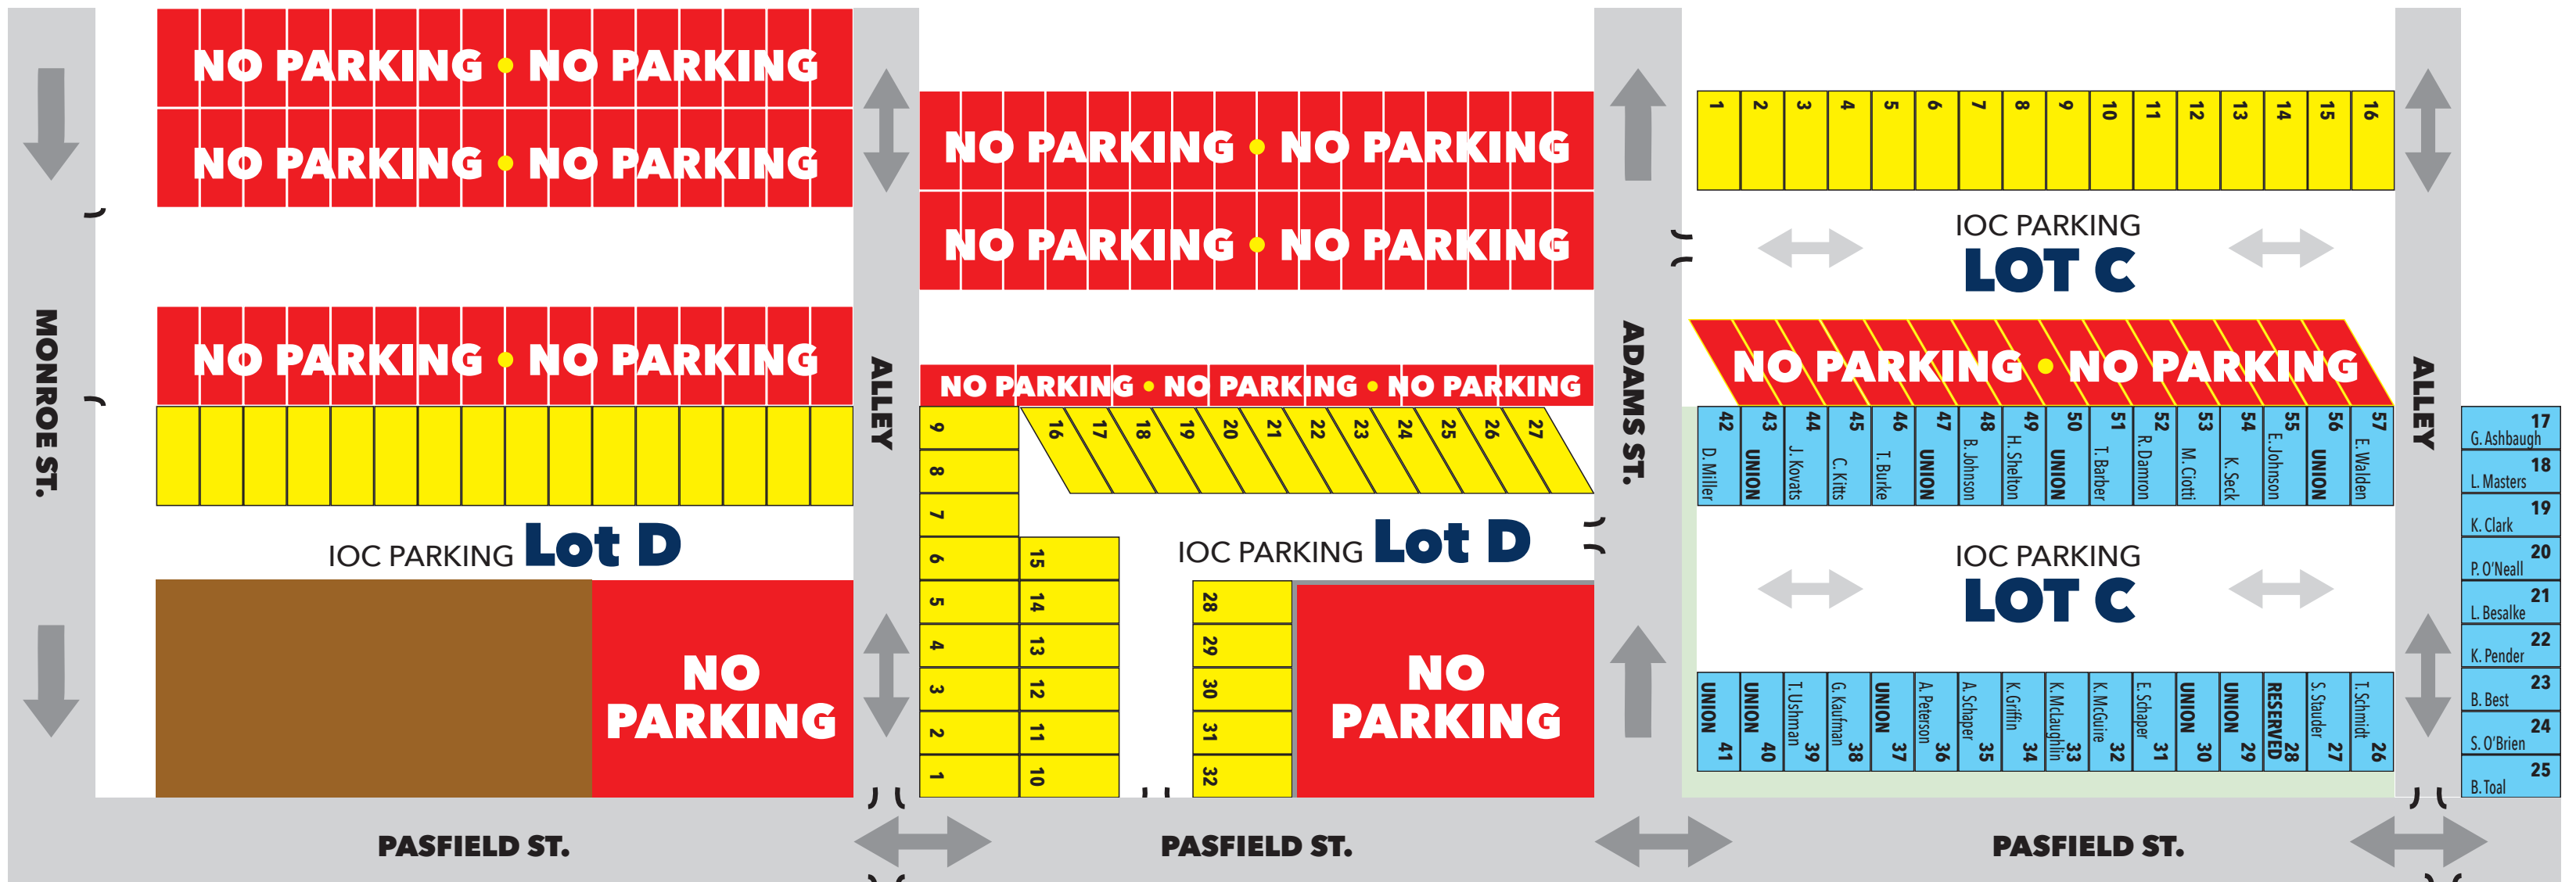 NO PARKING • NO PARKING
NO PARKING • NO PARKING
NO PARKING • NO PARKING
IOC PARKING Lot D
NO
PARKING
MONROE ST.
ALLEY
NO PARKING • NO PARKING
NO PARKING • NO PARKING
NO PARKING • NO PARKING • NO PARKING
9
8
7
6
5
4
3
2
1
15
14
13
12
11
10
16
17
18
19
20
21
22
23
24
25
26
27
IOC PARKING Lot D
28
29
30
31
32
NO
PARKING
ADAMS ST.
1
2
3
4
5
6
7
8
9
10
11
12
13
14
15
16
IOC PARKING
LOT C
NO PARKING • NO PARKING
42 D. Miller
43 UNION
44 J. Kovats
45 C. Kitts
46 T. Burke
47 UNION
48 B. Johnson
49 H. Shelton
50 UNION
51 T. Barber
52 R. Damron
53 M. Ciotti
54 K. Seck
55 E. Johnson
56 UNION
57 E. Walden
IOC PARKING
LOT C
UNION 41
UNION 40
T. Ushman 39
G. Kaufman 38
UNION 37
A. Peterson 36
A. Schaper 35
K. Griffin 34
K. McLaughlin 33
K. McGuire 32
E. Schaper 31
UNION 30
UNION 29
RESERVED 28
S. Stauder 27
T. Schmidt 26
ALLEY
17
G. Ashbaugh
18
L. Masters
19
K. Clark
20
P. O'Neall
21
L. Besalke
22
K. Pender
23
B. Best
24
S. O'Brien
25
B. Toal
PASFIELD ST.
PASFIELD ST.
PASFIELD ST.